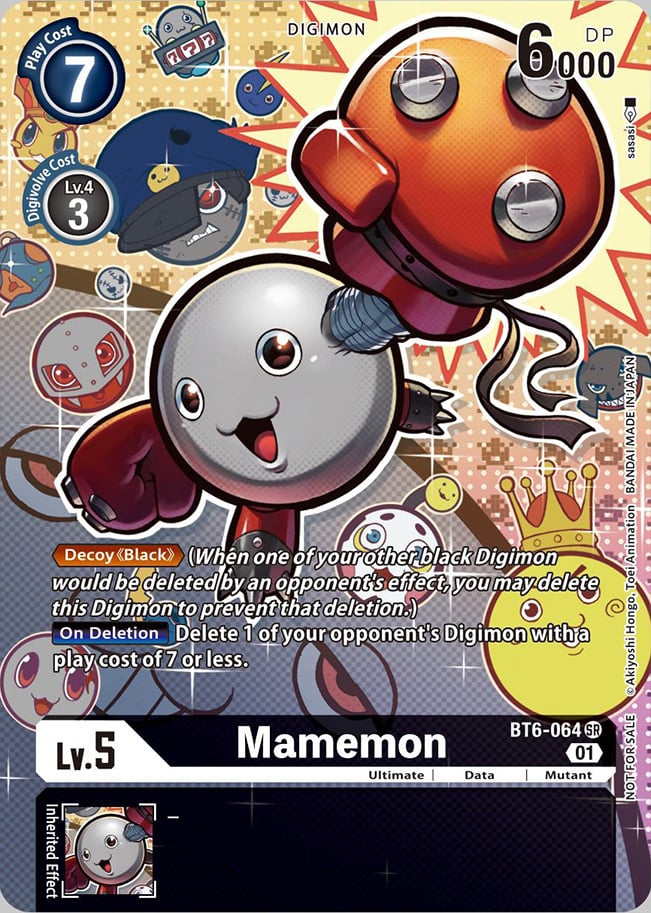 DIGIMON
Play Cost
7
DP
6000
Digivolve Cost
Lv.4
3
???
sasasi
Decoy《Black》 (When one of your other black Digimon
would be deleted by an opponent's effect, you may delete
this Digimon to prevent that deletion.)
On Deletion Delete 1 of your opponent's Digimon with a
play cost of 7 or less.
©Akiyoshi Hongo, Toei Animation BANDAI MADE IN JAPAN
NOT FOR SALE
Lv.5
Mamemon
BT6-064 SR
01
Ultimate | Data | Mutant
Inherited Effect
–